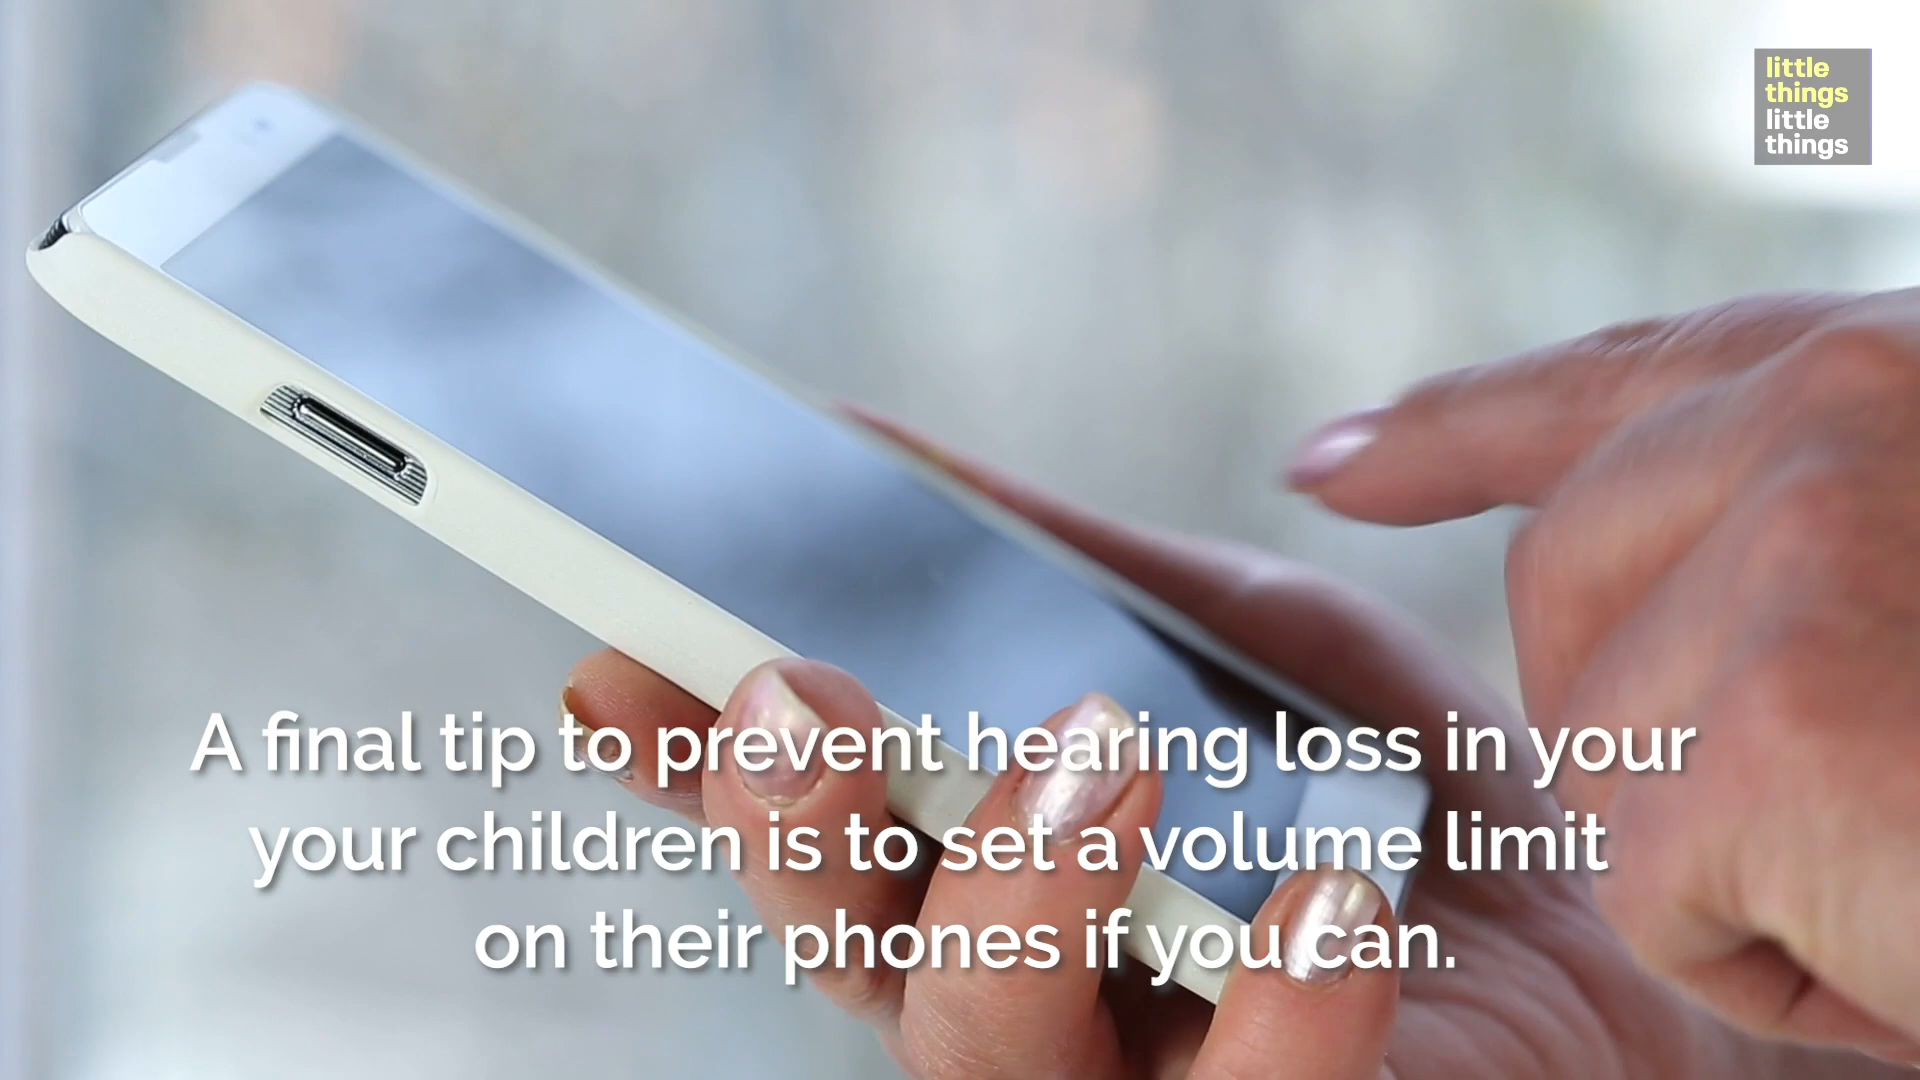 little
things
little
things
A final tip to prevent hearing loss in your
your children is to set a volume limit
on their phones if you can.